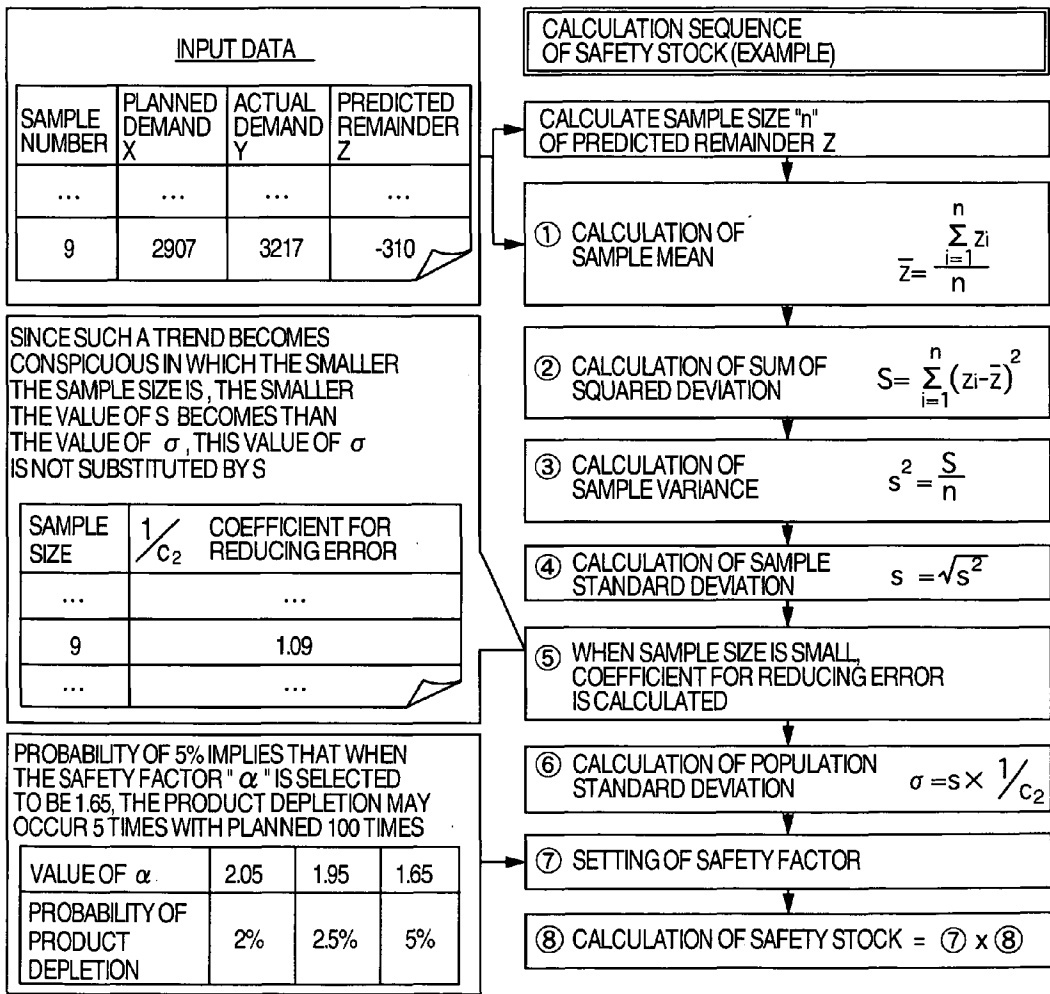 INPUT DATA
SAMPLE NUMBER
PLANNED DEMAND X
ACTUAL DEMAND Y
PREDICTED REMAINDER Z
... ... ... ...
9 2907 3217 -310
SINCE SUCH A TREND BECOMES
CONSPICUOUS IN WHICH THE SMALLER
THE SAMPLE SIZE IS, THE SMALLER
THE VALUE OF S BECOMES THAN
THE VALUE OF σ, THIS VALUE OF σ
IS NOT SUBSTITUTED BY S
SAMPLE SIZE
1/c₂ COEFFICIENT FOR REDUCING ERROR
... ...
9 1.09
... ...
PROBABILITY OF 5% IMPLIES THAT WHEN
THE SAFETY FACTOR "α" IS SELECTED
TO BE 1.65, THE PRODUCT DEPLETION MAY
OCCUR 5 TIMES WITH PLANNED 100 TIMES
VALUE OF α 2.05 1.95 1.65
PROBABILITY OF
PRODUCT 2% 2.5% 5%
DEPLETION
CALCULATION SEQUENCE
OF SAFETY STOCK (EXAMPLE)
CALCULATE SAMPLE SIZE "n"
OF PREDICTED REMAINDER Z
① CALCULATION OF
SAMPLE MEAN
z̄ = Σ_{i=1}^{n} zi / n
② CALCULATION OF SUM OF
SQUARED DEVIATION
S = Σ_{i=1}^{n} (zi-z̄)²
③ CALCULATION OF
SAMPLE VARIANCE
s² = S/n
④ CALCULATION OF SAMPLE
STANDARD DEVIATION
s = √s²
⑤ WHEN SAMPLE SIZE IS SMALL,
COEFFICIENT FOR REDUCING ERROR
IS CALCULATED
⑥ CALCULATION OF POPULATION
STANDARD DEVIATION
σ = s × 1/c₂
⑦ SETTING OF SAFETY FACTOR
⑧ CALCULATION OF SAFETY STOCK = ⑦ x ⑧